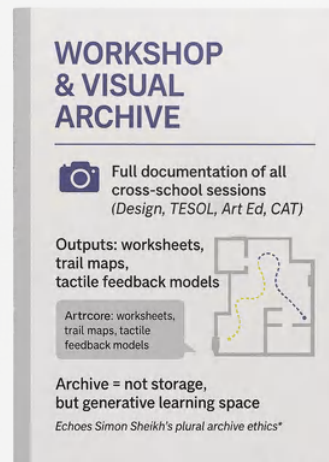 WORKSHOP
& VISUAL
ARCHIVE
Full documentation of all
cross-school sessions
(Design, TESOL, Art Ed, CAT)
Outputs: worksheets,
trail maps,
tactile feedback models
Artrcore: worksheets,
trail maps, tactile
feedback models
Archive = not storage,
but generative learning space
Echoes Simon Sheikh's plural archive ethics*